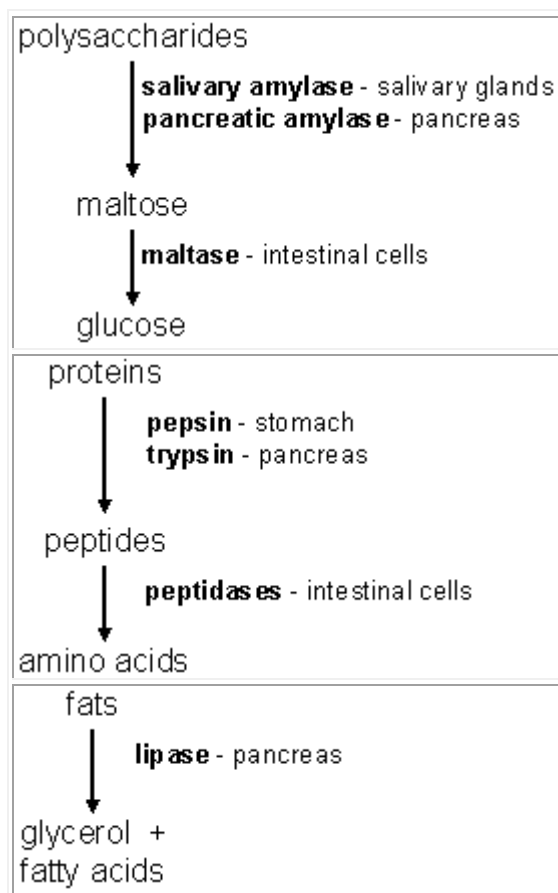 polysaccharides
salivary amylase - salivary glands
pancreatic amylase - pancreas
maltose
maltase - intestinal cells
glucose
proteins
pepsin - stomach
trypsin - pancreas
peptides
peptidases - intestinal cells
amino acids
fats
lipase - pancreas
glycerol +
fatty acids